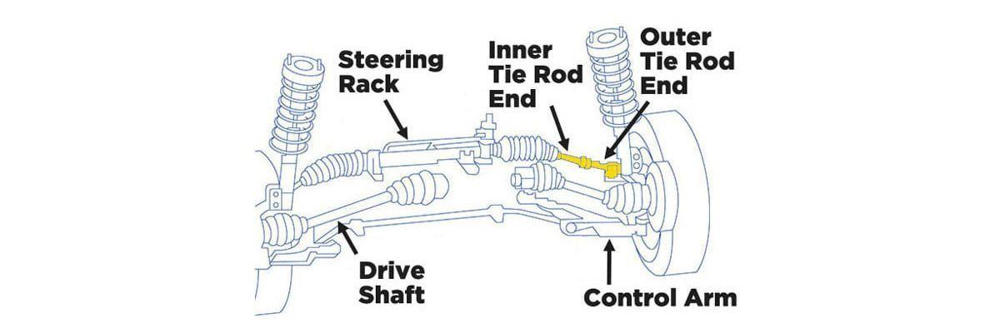 Steering
Rack
Inner
Tie Rod
End
Outer
Tie Rod
End
Drive
Shaft
Control Arm